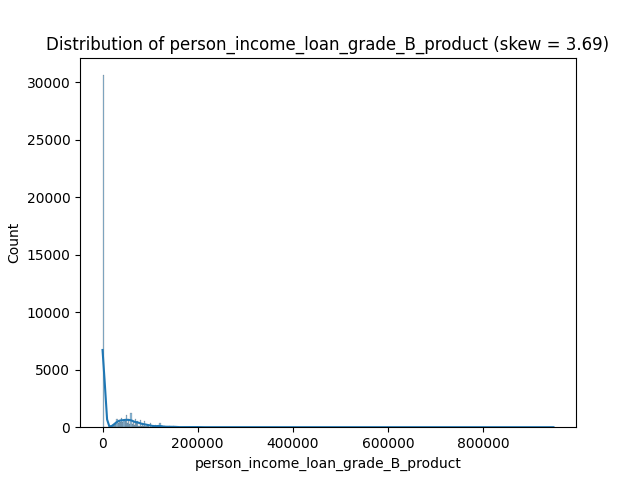 Distribution of person_income_loan_grade_B_product (skew = 3.69)
30000
25000
20000
15000
10000
5000
0
Count
0 200000 400000 600000 800000
person_income_loan_grade_B_product